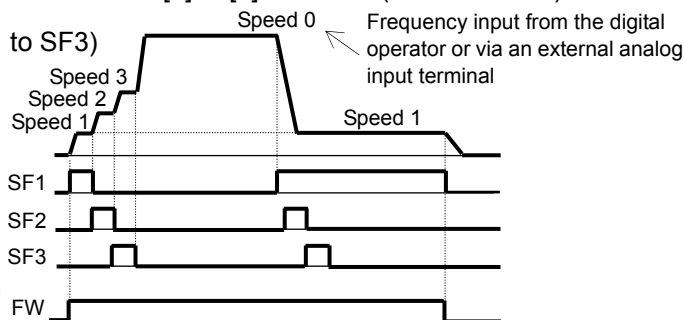 Speed 0
Frequency input from the digital
to SF3)
operator or via an external analog
input terminal
Speed 3
Speed 2
Speed 1
Speed 1
SF1
SF2
SF3
FW